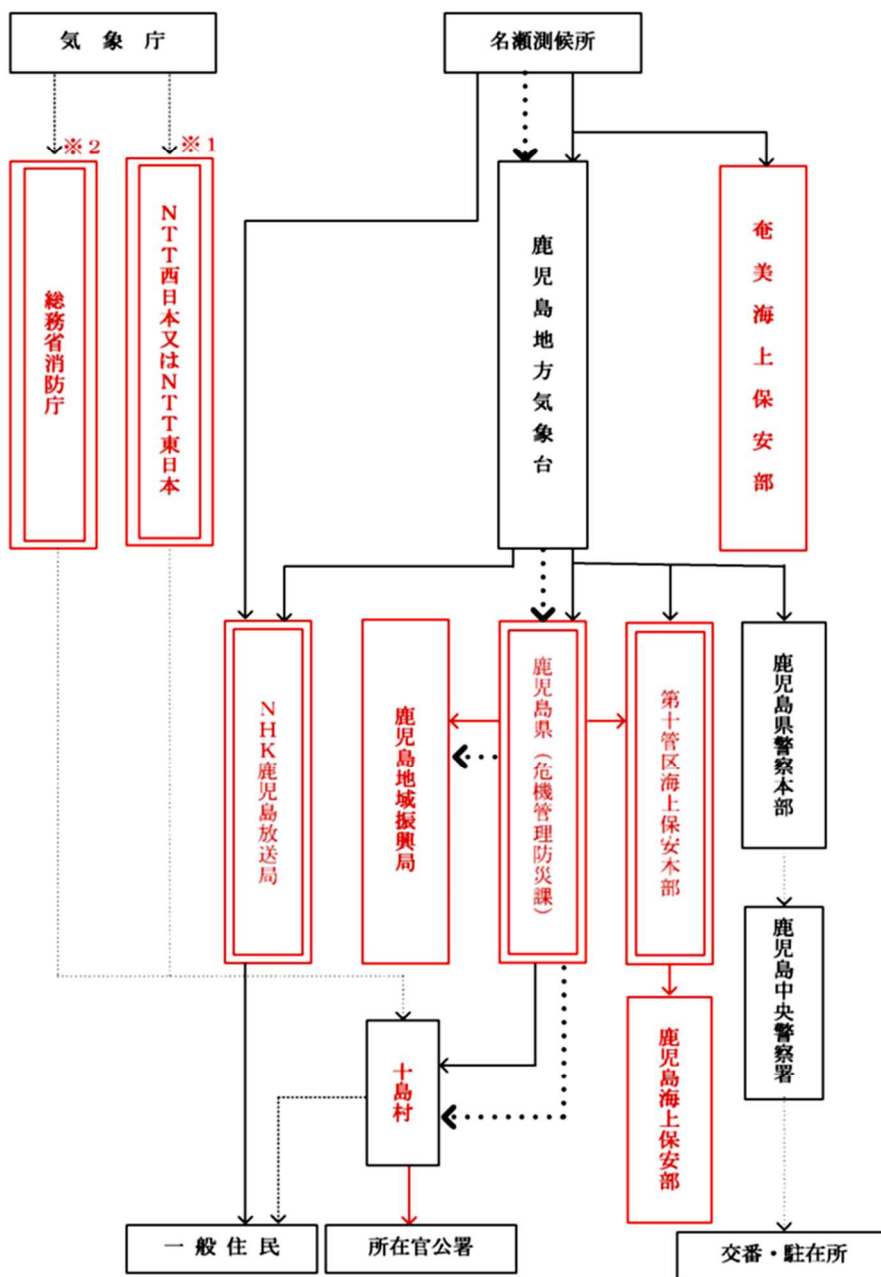 気象庁
名瀬測候所
※2
※1
総務省消防庁
NTT西日本又はNTT東日本
鹿児島地方気象台
奄美海上保安部
NHK鹿児島放送局
鹿児島地域振興局
鹿児島県（危機管理防災課）
第十管区海上保安本部
鹿児島県警察本部
鹿児島中央警察署
十島村
鹿児島海上保安部
一般住民
所在官公署
交番・駐在所